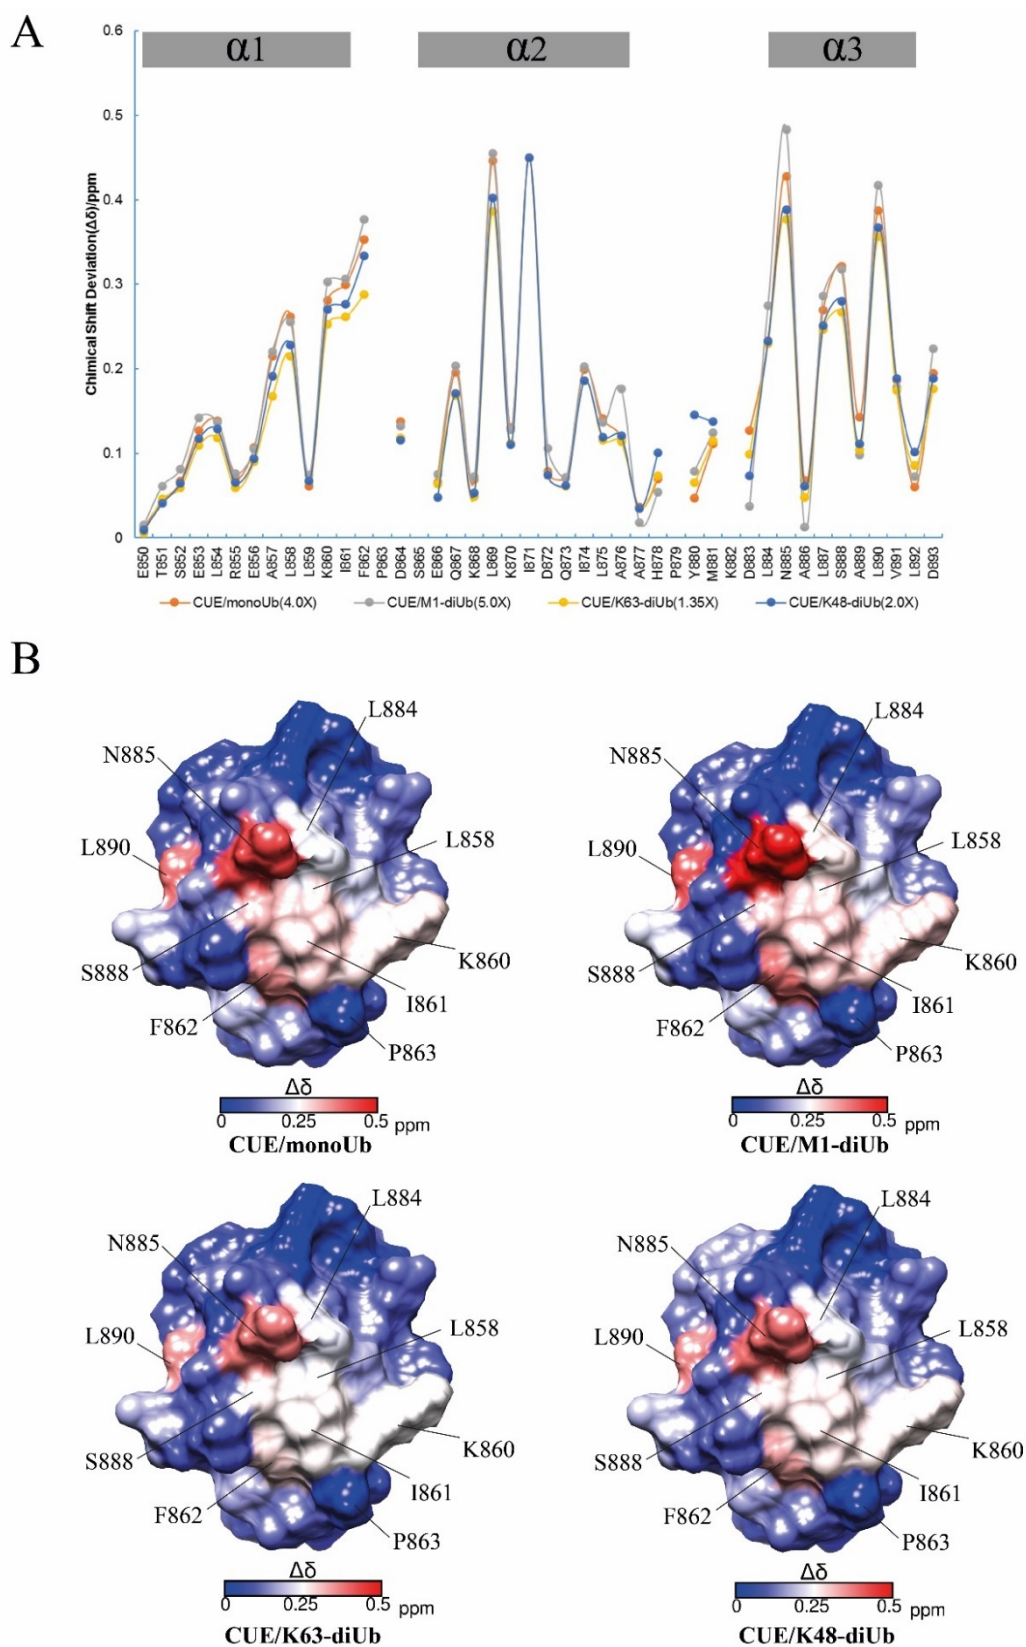 A
α1 α2 α3
Chimical Shift Deviation(Δδ)/ppm
0.6
0.5
0.4
0.3
0.2
0.1
0
E850 T851 S852 E853 L854 R855 E856 A857 L858 L859 K860 I861 F862 P863 D864 S865 E866 Q867 K868 L869 K870 I871 D872 Q873 I874 L875 A876 A877 H878 P879 Y880 M881 K882 D883 L884 N885 A886 L887 S888 A889 L890 V891 L892 D893
CUE/monoUb(4.0X) CUE/M1-diUb(5.0X) CUE/K63-diUb(1.35X) CUE/K48-diUb(2.0X)
B
L884
N885
L890
L858
S888
K860
F862
I861
P863
Δδ
0 0.25 0.5 ppm
CUE/monoUb
L884
N885
L890
L858
S888
K860
F862
I861
P863
Δδ
0 0.25 0.5 ppm
CUE/M1-diUb
L884
N885
L890
L858
S888
K860
F862
I861
P863
Δδ
0 0.25 0.5 ppm
CUE/K63-diUb
L884
N885
L890
L858
S888
K860
F862
I861
P863
Δδ
0 0.25 0.5 ppm
CUE/K48-diUb